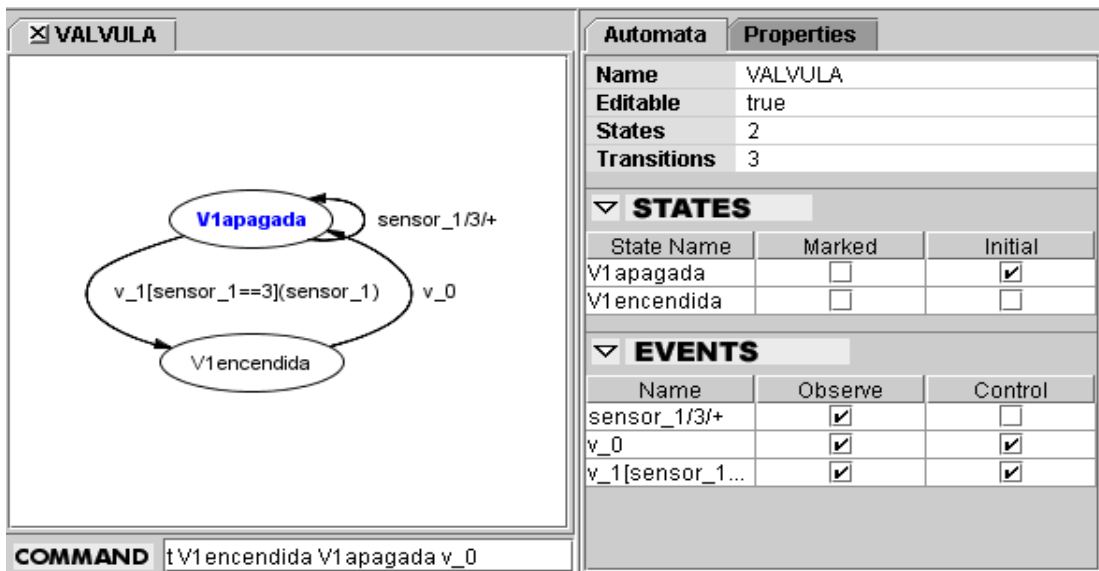 VALVULA
V1apagada
sensor_1/3/+
v_1[sensor_1==3](sensor_1)
v_0
V1encendida
COMMAND t V1encendida V1apagada v_0
Automata Properties
Name VALVULA
Editable true
States 2
Transitions 3
STATES
State Name Marked Initial
V1apagada
V1encendida
EVENTS
Name Observe Control
sensor_1/3/+
v_0
v_1[sensor_1...